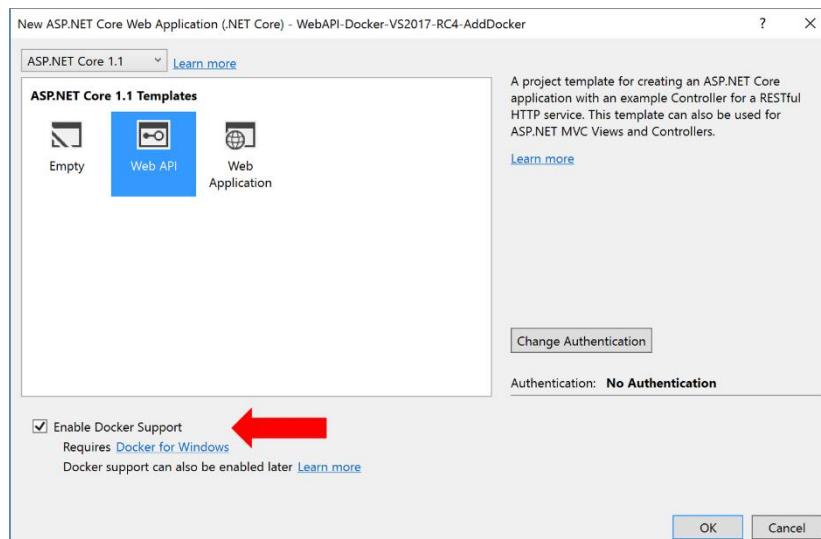 New ASP.NET Core Web Application (.NET Core) - WebAPI-Docker-VS2017-RC4-AddDocker
ASP.NET Core 1.1 Learn more
ASP.NET Core 1.1 Templates
Empty
Web API
Web
Application
A project template for creating an ASP.NET Core
application with an example Controller for a RESTful
HTTP service. This template can also be used for
ASP.NET MVC Views and Controllers.
Learn more
Change Authentication
Authentication: No Authentication
Enable Docker Support
Requires Docker for Windows
Docker support can also be enabled later Learn more
OK Cancel